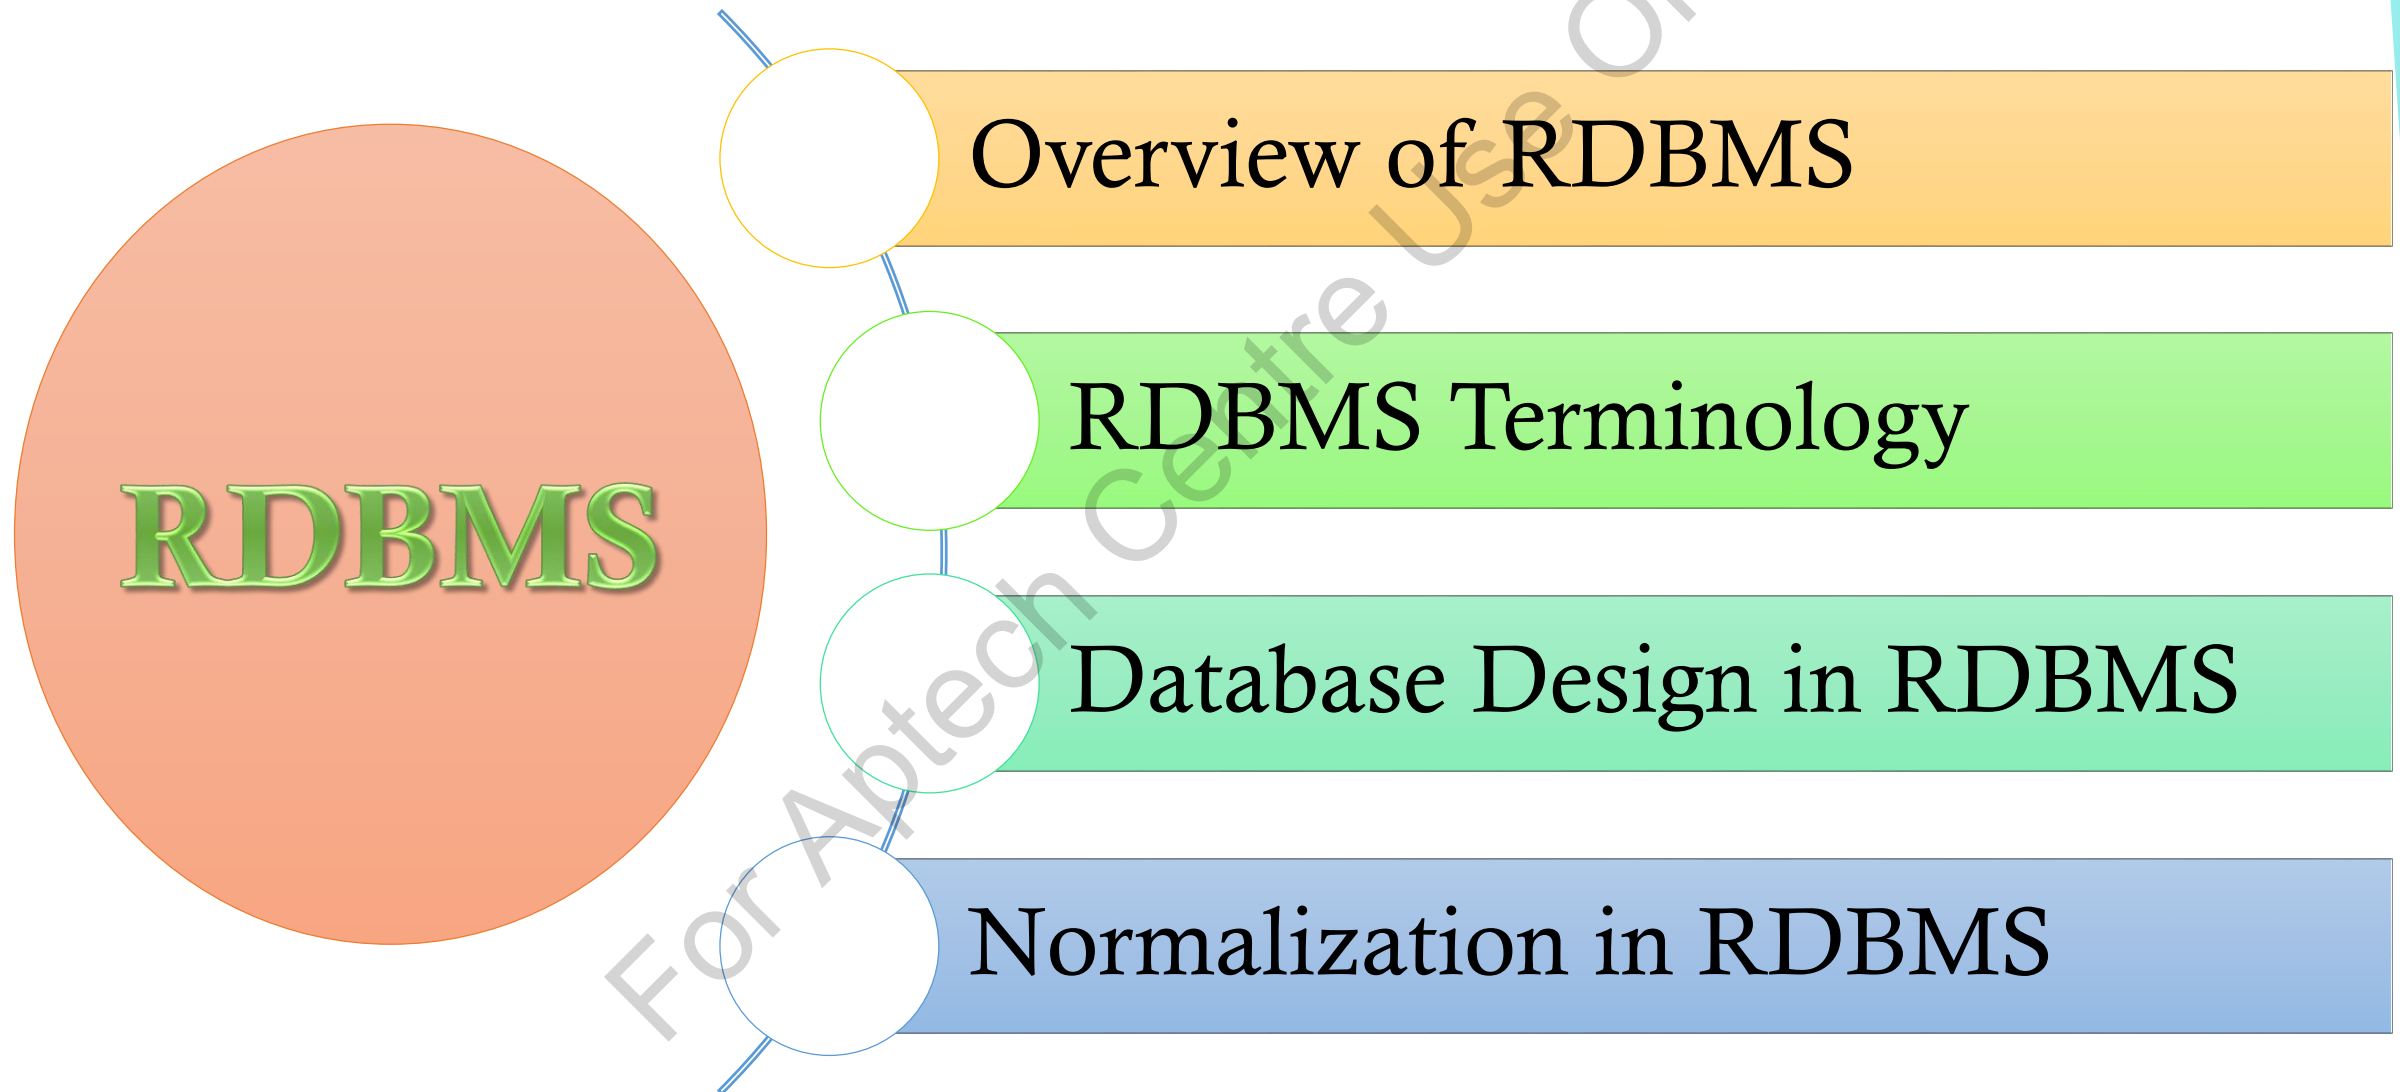 RDBMS
Overview of RDBMS
RDBMS Terminology
Database Design in RDBMS
Normalization in RDBMS
For Aptech Centre Use